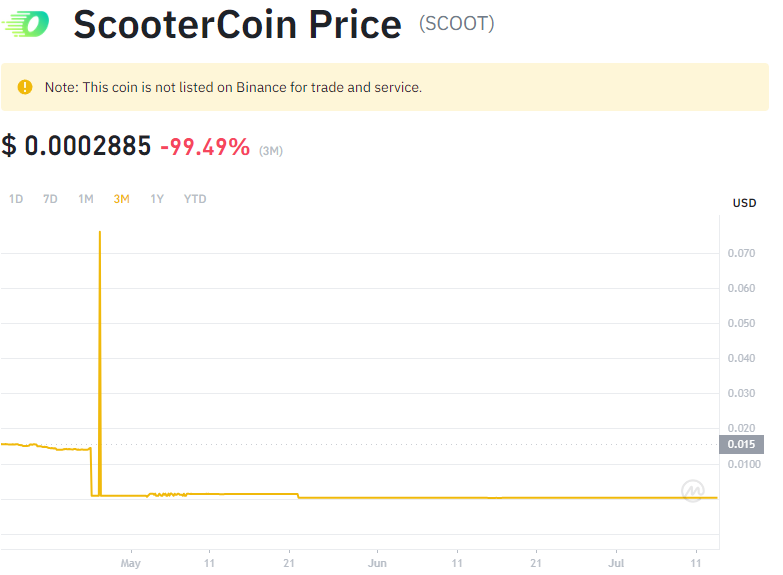 ScooterCoin Price (SCOOT)
Note: This coin is not listed on Binance for trade and service.
$ 0.0002885 -99.49% (3M)
1D 7D 1M 3M 1Y YTD
USD
0.070
0.060
0.050
0.040
0.030
0.020
0.015
0.0100
May 11 21 Jun 11 21 Jul 11